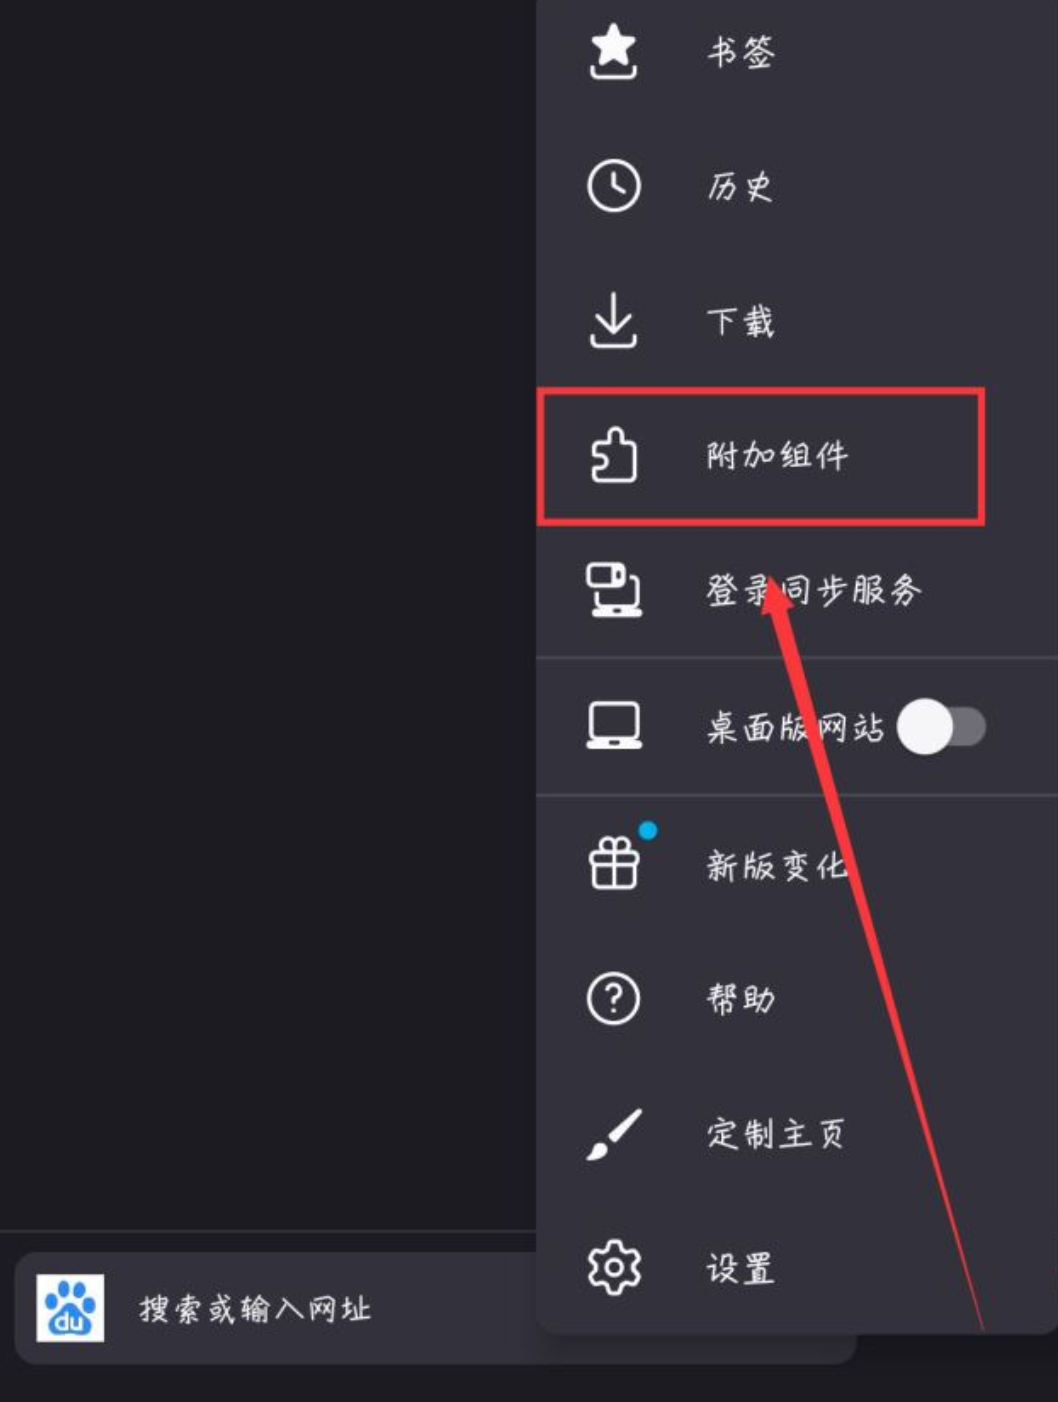 书签
历史
下载
附加组件
登录同步服务
桌面版网站
新版变化
帮助
定制主页
设置
du
搜索或输入网址